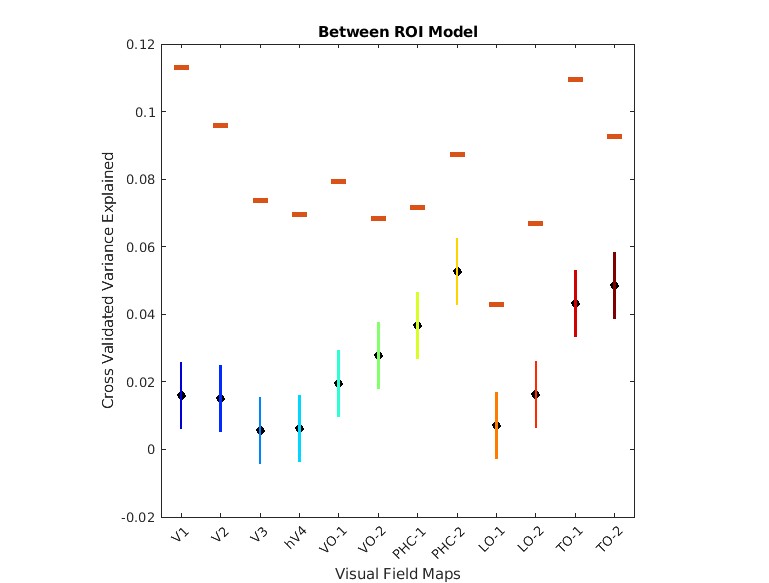 Between ROI Model
Cross Validated Variance Explained
0.12
0.1
0.08
0.06
0.04
0.02
0
-0.02
V1
V2
V3
hV4
VO-1
VO-2
PHC-1
PHC-2
LO-1
LO-2
TO-1
TO-2
Visual Field Maps